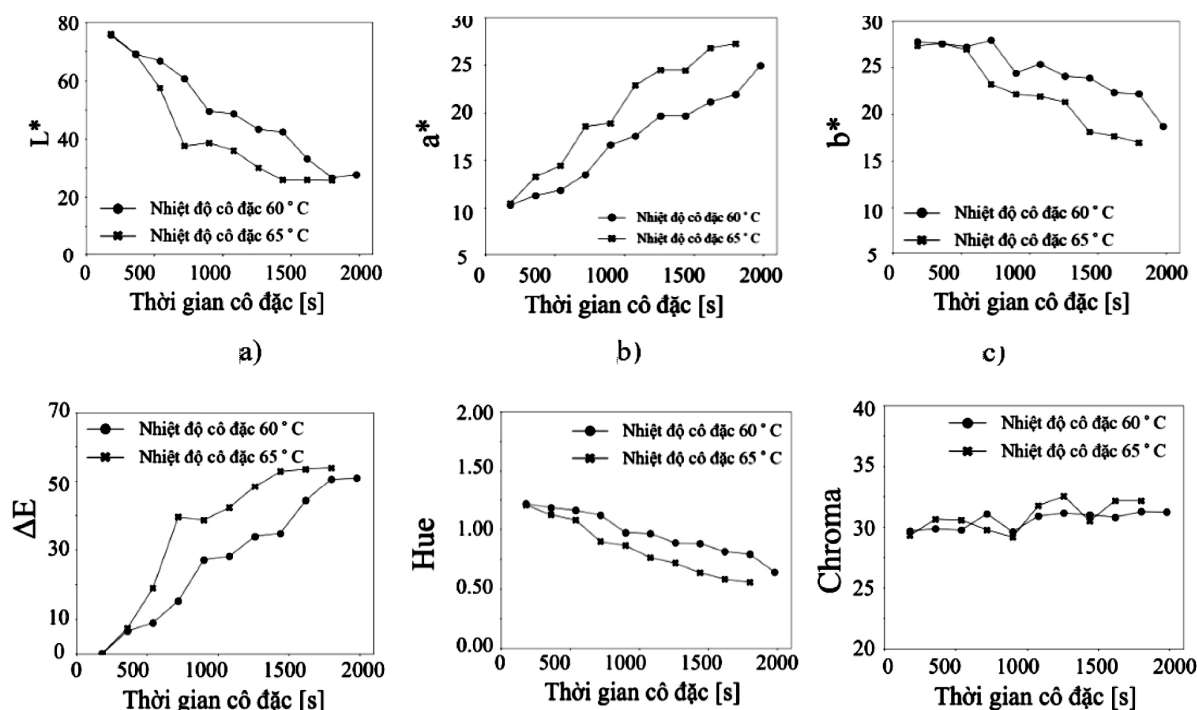 80
60
40
20
0
L*
Nhiệt độ cô đặc 60 ° C
Nhiệt độ cô đặc 65 ° C
0 500 1000 1500 2000
Thời gian cô đặc [s]
a)
30
25
20
15
10
5
a*
Nhiệt độ cô đặc 60 ° C
Nhiệt độ cô đặc 65 ° C
0 500 1000 1500 2000
Thời gian cô đặc [s]
b)
30
25
20
15
10
5
b*
Nhiệt độ cô đặc 60 ° C
Nhiệt độ cô đặc 65 ° C
0 500 1000 1500 2000
Thời gian cô đặc [s]
c)
70
50
50
30
10
0
ΔE
Nhiệt độ cô đặc 60 ° C
Nhiệt độ cô đặc 65 ° C
0 500 1000 1500 2000
Thời gian cô đặc [s]
2.00
1.50
1.00
0.50
0.00
Hue
Nhiệt độ cô đặc 60 ° C
Nhiệt độ cô đặc 65 ° C
0 500 1000 1500 2000
Thời gian cô đặc [s]
40
35
30
25
20
Chroma
Nhiệt độ cô đặc 60 ° C
Nhiệt độ cô đặc 65 ° C
0 500 1000 1500 2000
Thời gian cô đặc [s]